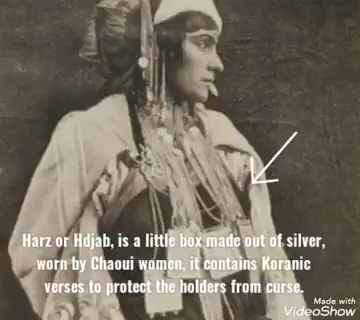 Harz or Hdjab, is a little box made out of silver,
worn by Chaoui women, it contains Koranic
verses to protect the holders from curse.
Made with
VideoShow